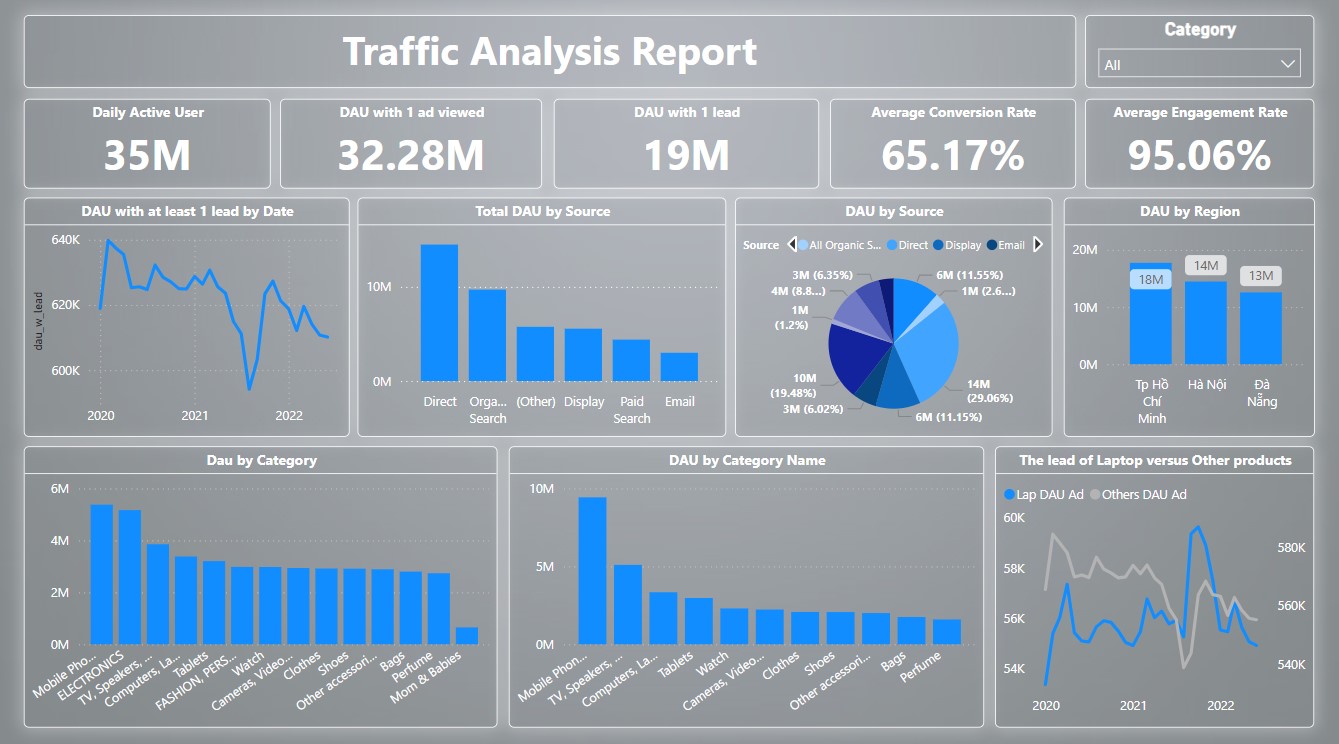 Traffic Analysis Report
Category
All
Daily Active User
35M
DAU with 1 ad viewed
32.28M
DAU with 1 lead
19M
Average Conversion Rate
65.17%
Average Engagement Rate
95.06%
DAU with at least 1 lead by Date
dau_w_lead
640K
620K
600K
2020 2021 2022
Total DAU by Source
10M
0M
Direct
Orga...
Search
(Other)
Display
Paid
Search
Email
DAU by Source
Source All Organic S... Direct Display Email
6M (11.55%)
1M (2.6...)
14M
(29.06%)
6M (11.15%)
3M (6.02%)
10M
(19.48%)
1M
(1.2%)
4M (8.8...)
3M (6.35%)
DAU by Region
20M
10M
0M
18M
14M
13M
Tp Hồ
Chí
Minh
Hà Nội
Đà
Nẵng
Dau by Category
6M
4M
2M
0M
Mobile Pho...
ELECTRONICS
TV, Speakers, ...
Computers, La...
Tablets
FASHION, PERS...
Watch
Cameras, Video...
Clothes
Shoes
Other accessori...
Bags
Perfume
Mom & Babies
DAU by Category Name
10M
5M
0M
Mobile Phon...
TV, Speakers, ...
Computers, La...
Tablets
Watch
Cameras, Video...
Clothes
Shoes
Other accessori...
Bags
Perfume
The lead of Laptop versus Other products
Lap DAU Ad Others DAU Ad
60K
58K
56K
54K
580K
560K
540K
2020 2021 2022